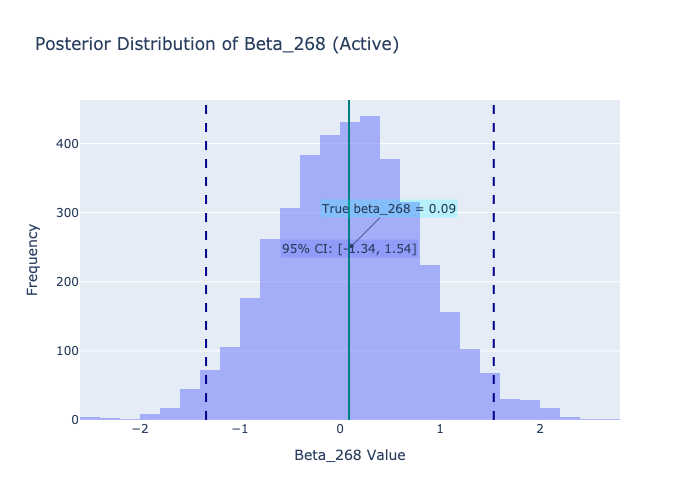 Posterior Distribution of Beta_268 (Active)
400
300
200
100
0
Frequency
True beta_268 = 0.09
95% CI: [-1.34, 1.54]
−2
−1
0
1
2
Beta_268 Value